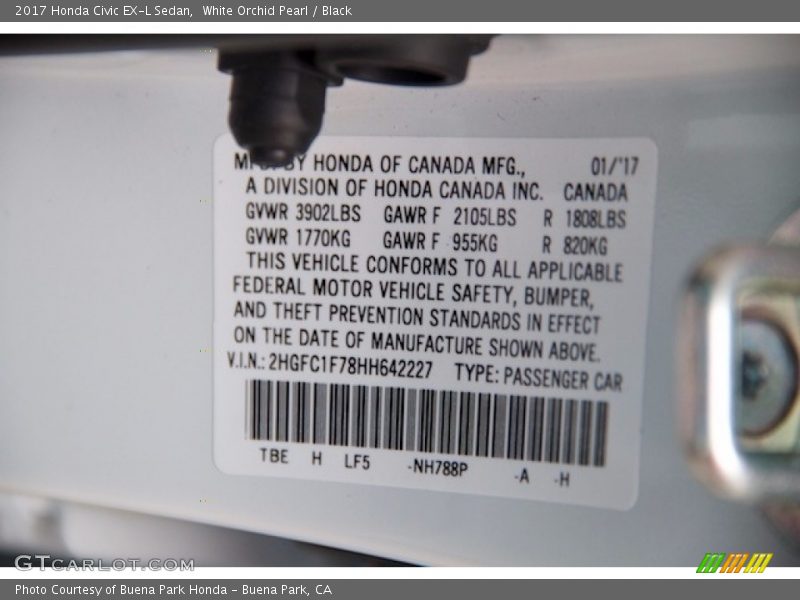 2017 Honda Civic EX-L Sedan, White Orchid Pearl / Black
BY HONDA OF CANADA MFG., 01/'17
A DIVISION OF HONDA CANADA INC. CANADA
GVWR 3902LBS GAWR F 2105LBS R 1808LBS
GVWR 1770KG GAWR F 955KG R 820KG
THIS VEHICLE CONFORMS TO ALL APPLICABLE
FEDERAL MOTOR VEHICLE SAFETY, BUMPER,
AND THEFT PREVENTION STANDARDS IN EFFECT
ON THE DATE OF MANUFACTURE SHOWN ABOVE.
V.I.N.: 2HGFC1F78HH642227 TYPE: PASSENGER CAR
TBE H LF5 -NH788P -A -H
GTCARLOT.COM
Photo Courtesy of Buena Park Honda - Buena Park, CA